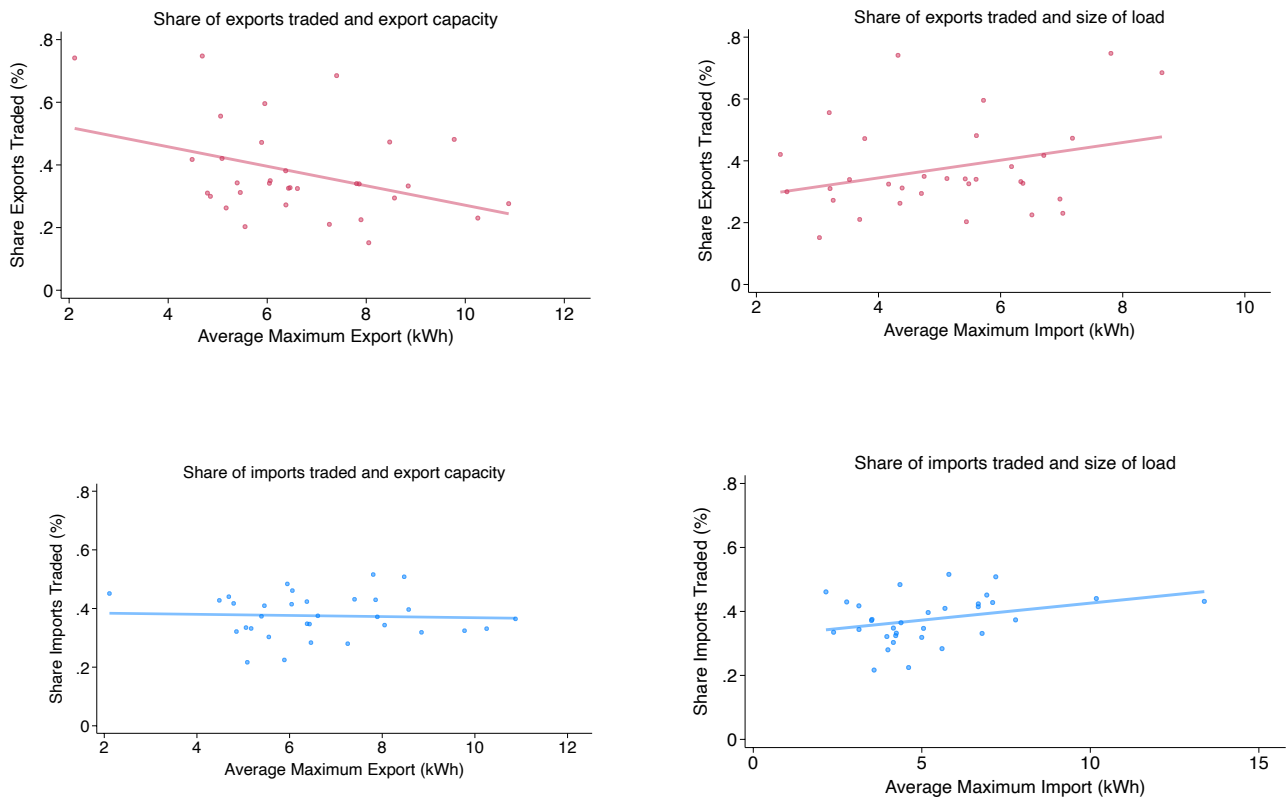 Share of exports traded and export capacity
Share Exports Traded (%)
.8
.6
.4
.2
0
2 4 6 8 10 12
Average Maximum Export (kWh)
Share of exports traded and size of load
Share Exports Traded (%)
.8
.6
.4
.2
0
2 4 6 8 10
Average Maximum Import (kWh)
Share of imports traded and export capacity
Share Imports Traded (%)
.8
.6
.4
.2
0
2 4 6 8 10 12
Average Maximum Export (kWh)
Share of imports traded and size of load
Share Imports Traded (%)
.8
.6
.4
.2
0
0 5 10 15
Average Maximum Import (kWh)